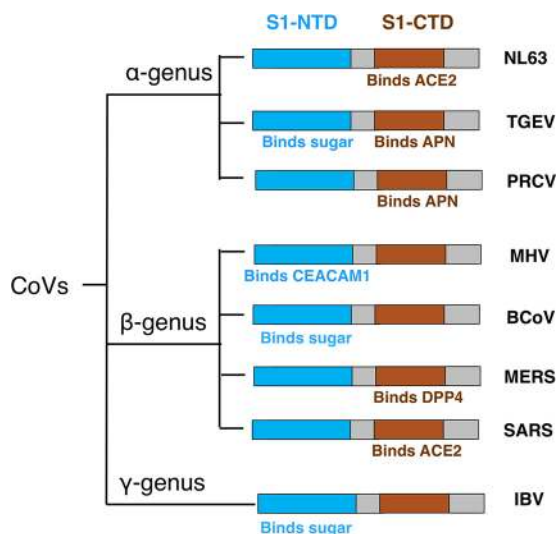 S1-NTD S1-CTD
α-genus
NL63
Binds ACE2
TGEV
Binds sugar Binds APN
PRCV
Binds APN
MHV
Binds CEACAM1
CoVs
β-genus
BCoV
Binds sugar
MERS
Binds DPP4
SARS
Binds ACE2
γ-genus
IBV
Binds sugar